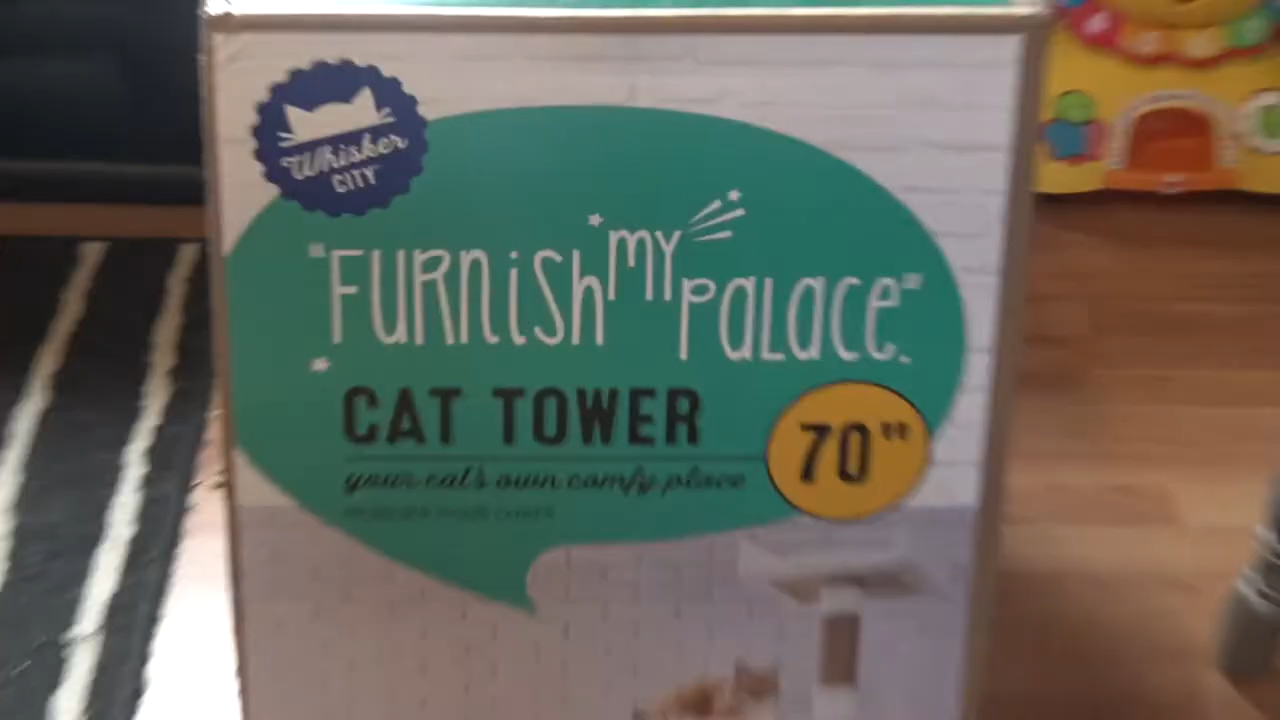 Whisker
CITY
"FURNiSh MY PaLace."
CAT TOWER
70"
your cat's own comfy place